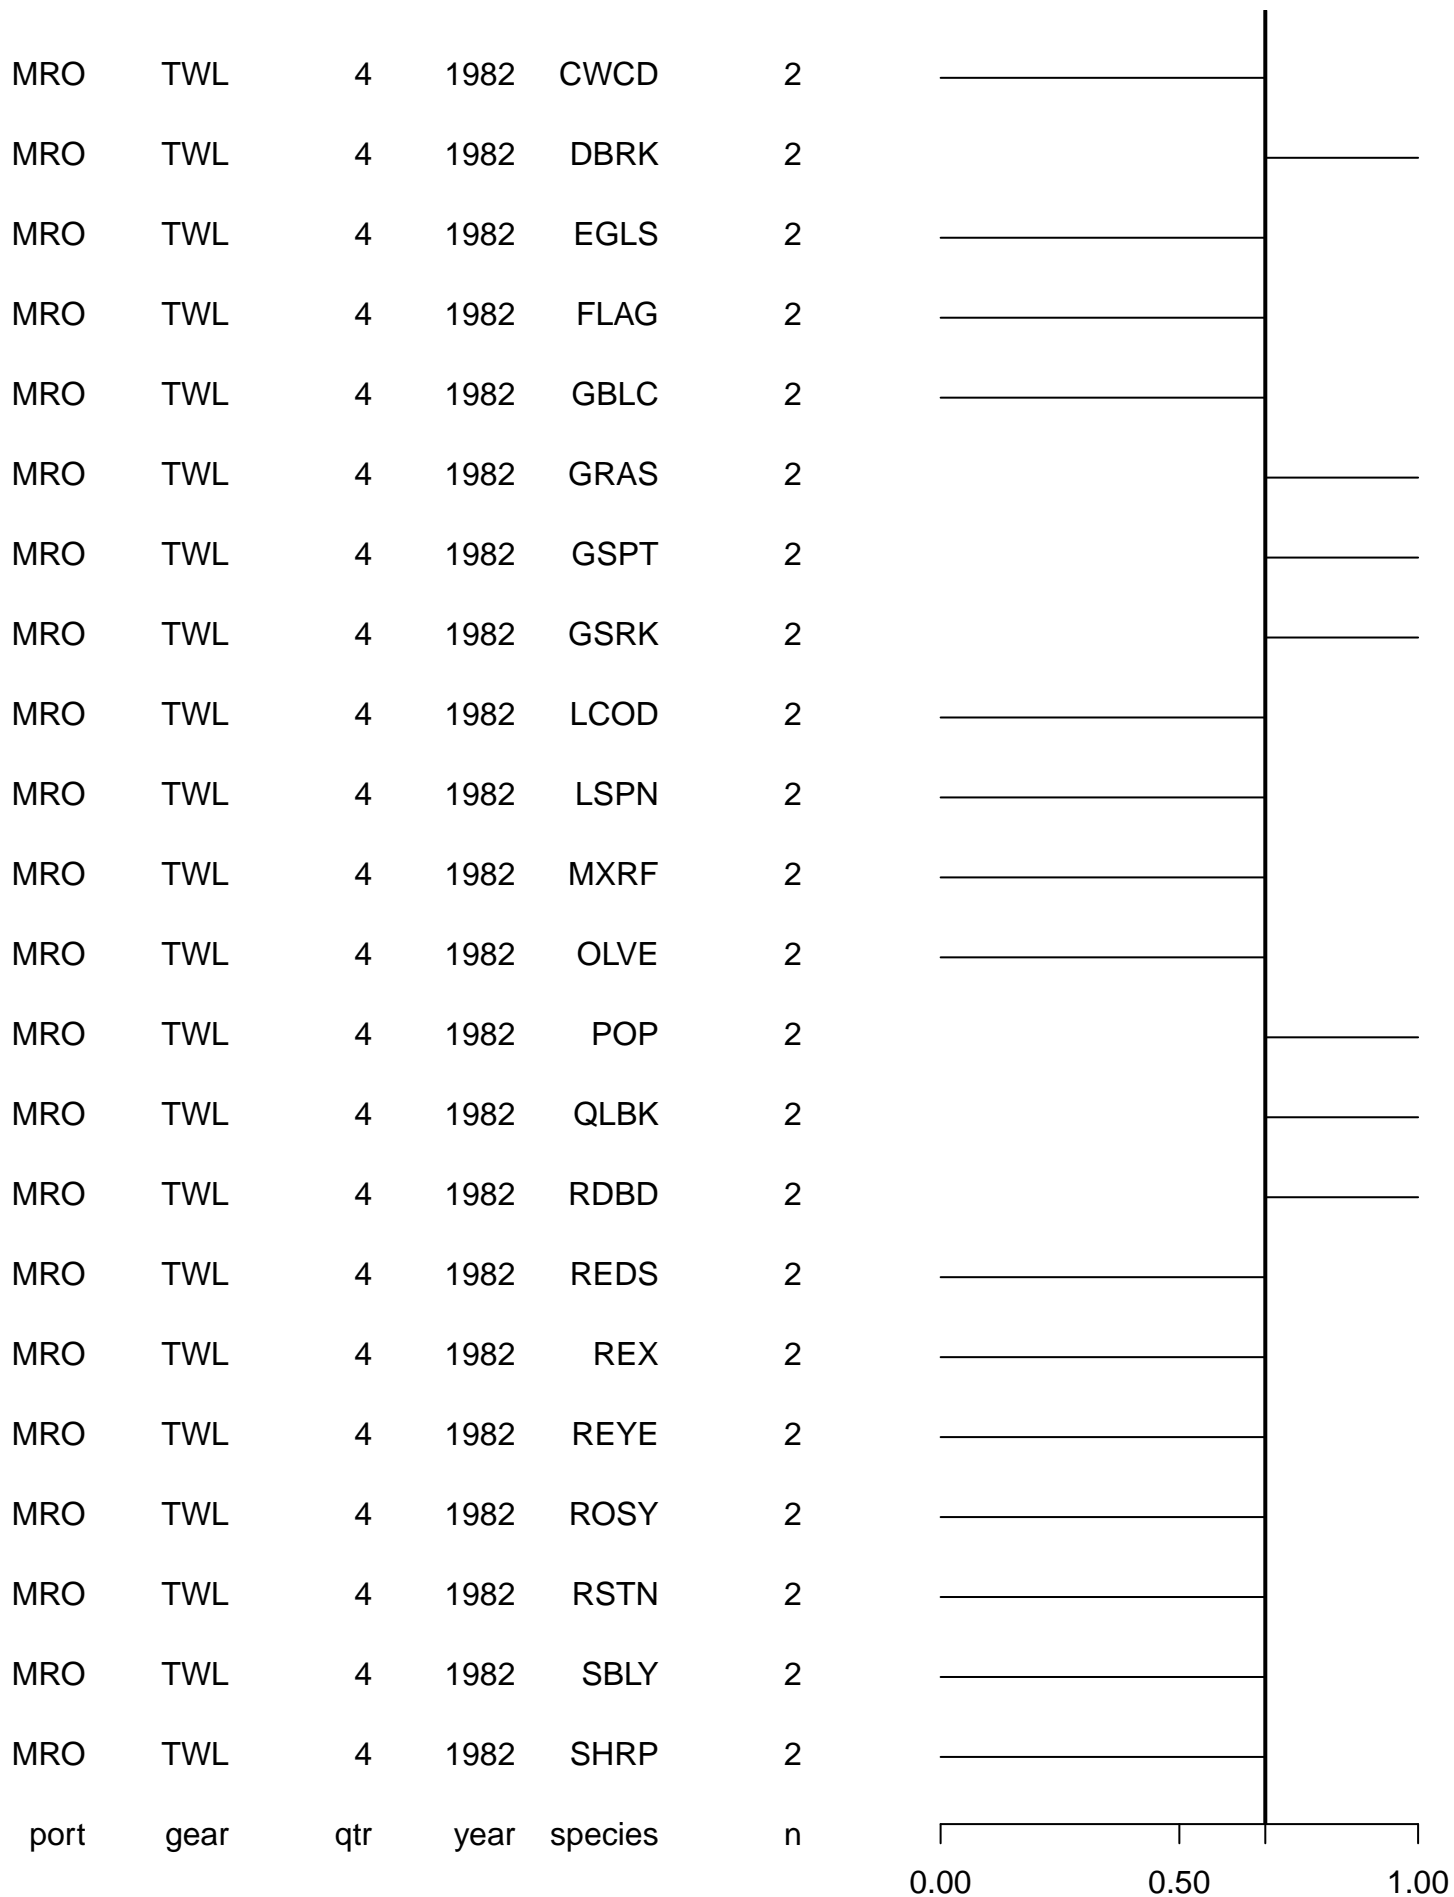 MRO TWL 4 1982 CWCD 2
MRO TWL 4 1982 DBRK 2
MRO TWL 4 1982 EGLS 2
MRO TWL 4 1982 FLAG 2
MRO TWL 4 1982 GBLC 2
MRO TWL 4 1982 GRAS 2
MRO TWL 4 1982 GSPT 2
MRO TWL 4 1982 GSRK 2
MRO TWL 4 1982 LCOD 2
MRO TWL 4 1982 LSPN 2
MRO TWL 4 1982 MXRF 2
MRO TWL 4 1982 OLVE 2
MRO TWL 4 1982 POP 2
MRO TWL 4 1982 QLBK 2
MRO TWL 4 1982 RDBD 2
MRO TWL 4 1982 REDS 2
MRO TWL 4 1982 REX 2
MRO TWL 4 1982 REYE 2
MRO TWL 4 1982 ROSY 2
MRO TWL 4 1982 RSTN 2
MRO TWL 4 1982 SBLY 2
MRO TWL 4 1982 SHRP 2
port gear qtr year species n
0.00 0.50 1.00